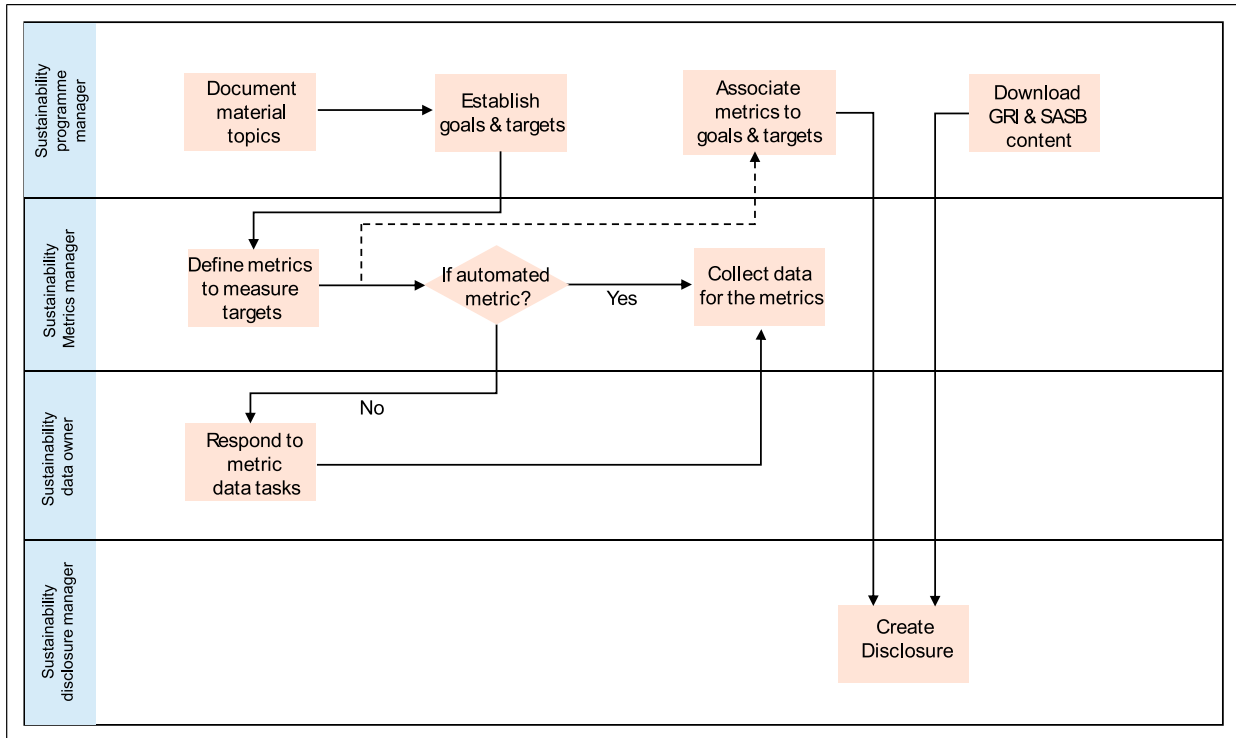 Sustainability
programme
manager
Document
material
topics
Establish
goals & targets
Associate
metrics to
goals & targets
Download
GRI & SASB
content
Sustainability
Metrics manager
Define metrics
to measure
targets
If automated
metric?
Yes
Collect data
for the metrics
No
Sustainability
data owner
Respond to
metric
data tasks
Sustainability
disclosure manager
Create
Disclosure